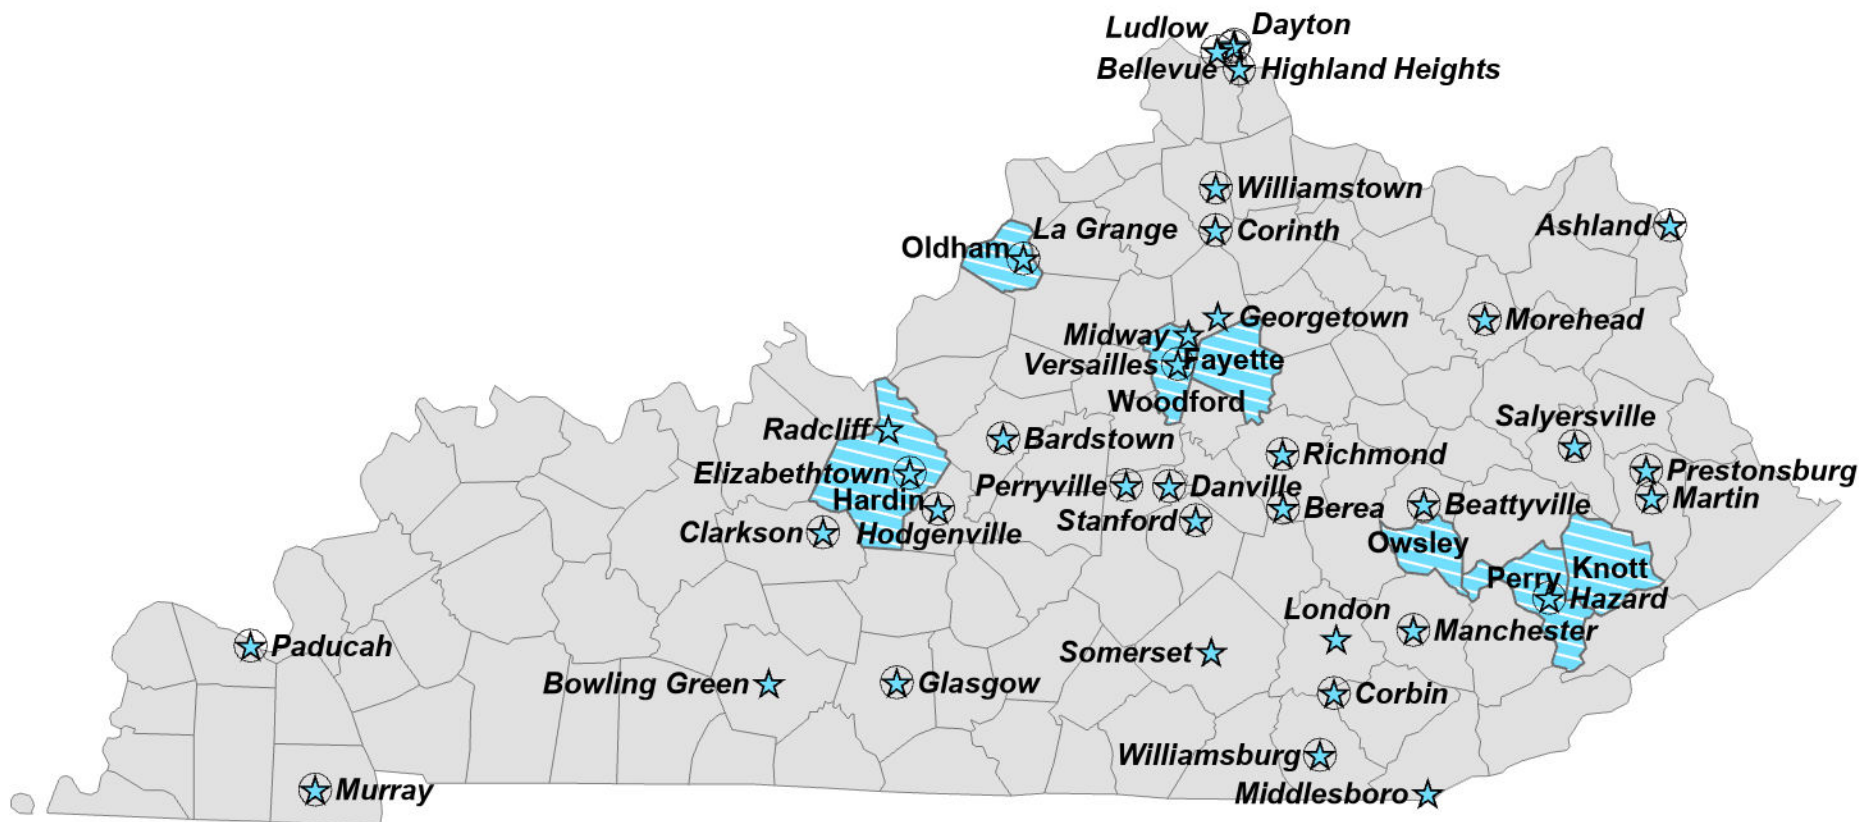 Ludlow
Dayton
Bellevue
Highland Heights
Williamstown
La Grange
Corinth
Ashland
Oldham
Georgetown
Morehead
Midway
Versailles
Fayette
Woodford
Salyersville
Radcliff
Bardstown
Richmond
Elizabethtown
Prestonsburg
Perryville
Danville
Hardin
Martin
Berea
Beattyville
Stanford
Clarkson
Hodgenville
Owsley
Knott
Perry
Hazard
London
Manchester
Paducah
Somerset
Bowling Green
Glasgow
Corbin
Williamsburg
Murray
Middlesboro